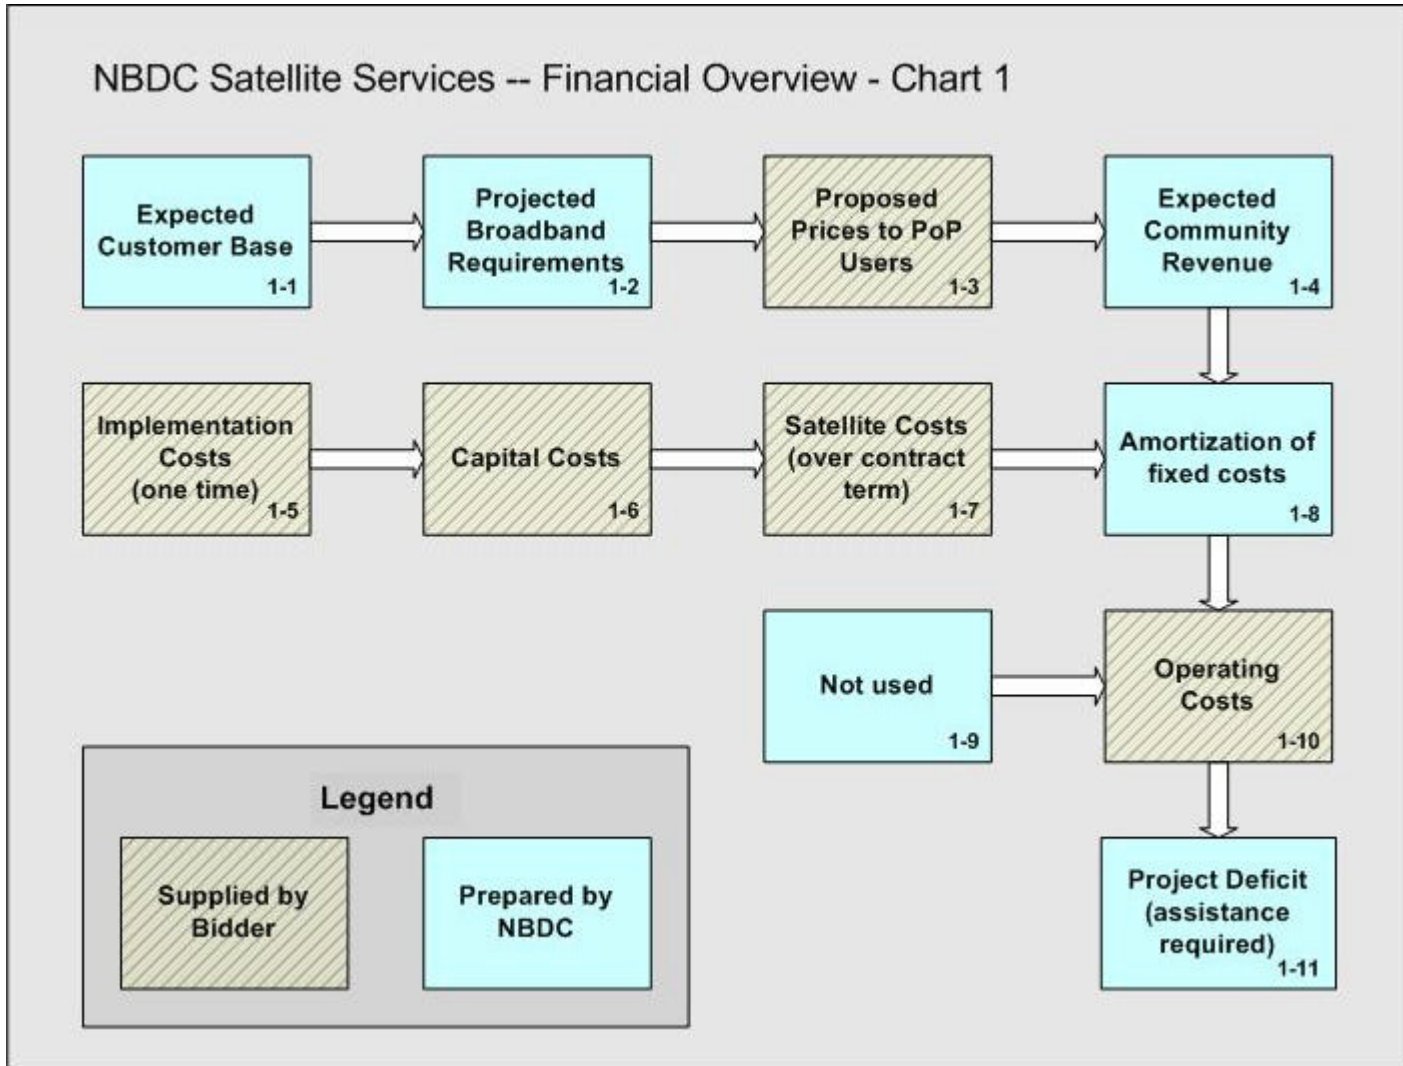 NBDC Satellite Services -- Financial Overview - Chart 1
Expected
Customer Base
1-1
Projected
Broadband
Requirements
1-2
Proposed
Prices to PoP
Users
1-3
Expected
Community
Revenue
1-4
Implementation
Costs
(one time)
1-5
Capital Costs
1-6
Satellite Costs
(over contract
term)
1-7
Amortization of
fixed costs
1-8
Not used
1-9
Operating
Costs
1-10
Legend
Supplied by
Bidder
Prepared by
NBDC
Project Deficit
(assistance
required)
1-11